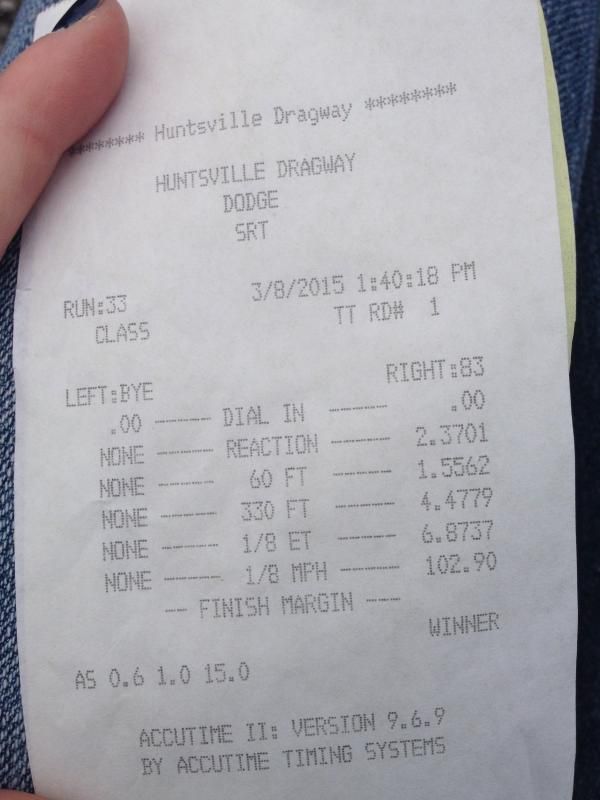 ******* Huntsville Dragway ********
HUNTSVILLE DRAGWAY
DODGE
SRT
RUN:33 3/8/2015 1:40:18 PM
CLASS TT RD# 1
LEFT:BYE RIGHT:83
.00 ------ DIAL IN ------ .00
NONE ------ REACTION ------ 2.3701
NONE ------ 60 FT ------ 1.5562
NONE ------ 330 FT ------ 4.4779
NONE ------ 1/8 ET ------ 6.8737
NONE ------ 1/8 MPH ------ 102.90
-- FINISH MARGIN ---
WINNER
AS 0.6 1.0 15.0
ACCUTIME II: VERSION 9.6.9
BY ACCUTIME TIMING SYSTEMS